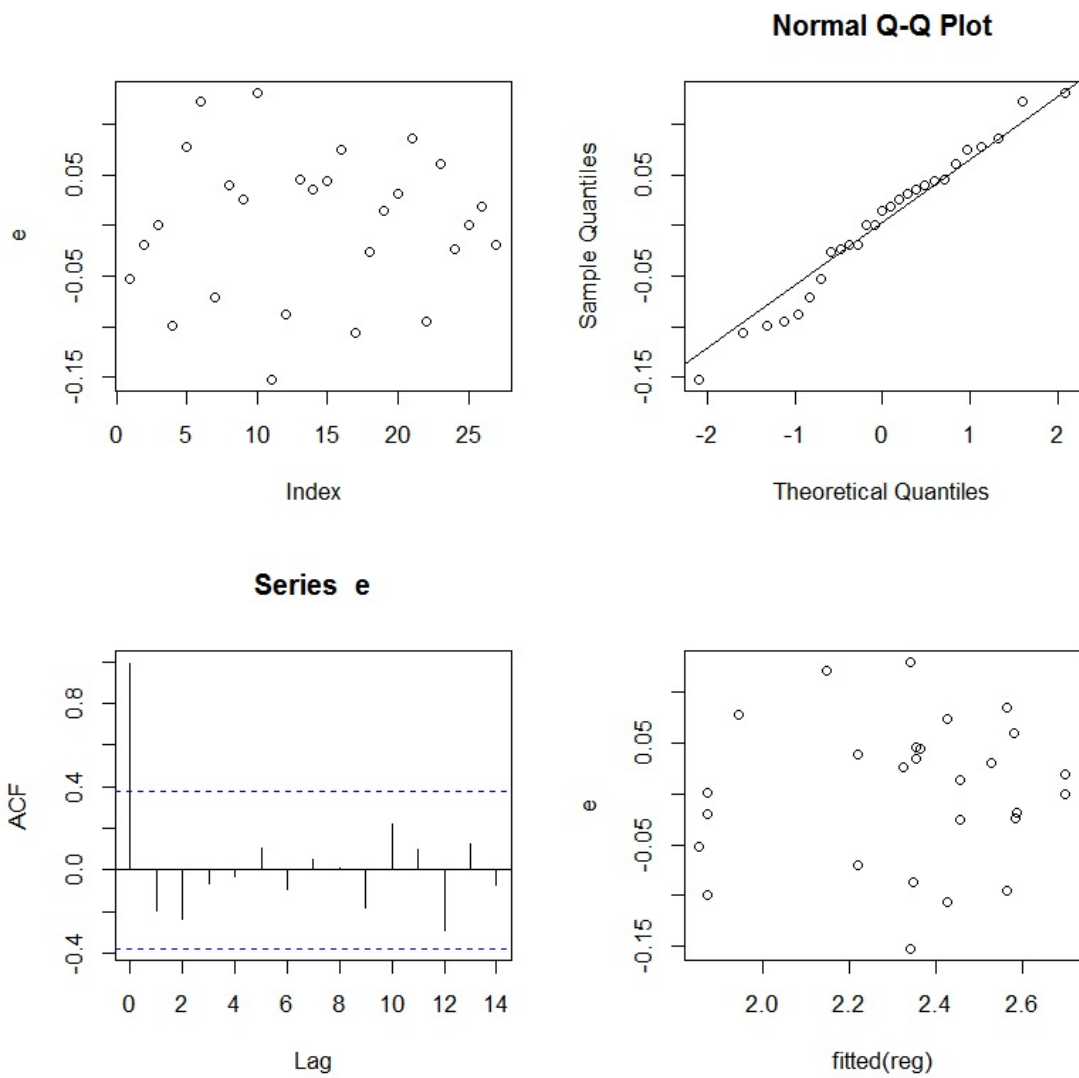 e
0.05
-0.05
-0.15
0 5 10 15 20 25
Index
Normal Q-Q Plot
Sample Quantiles
0.05
-0.05
-0.15
-2 -1 0 1 2
Theoretical Quantiles
Series e
ACF
0.8
0.4
0.0
-0.4
0 2 4 6 8 10 12 14
Lag
e
0.05
-0.05
-0.15
2.0 2.2 2.4 2.6
fitted(reg)